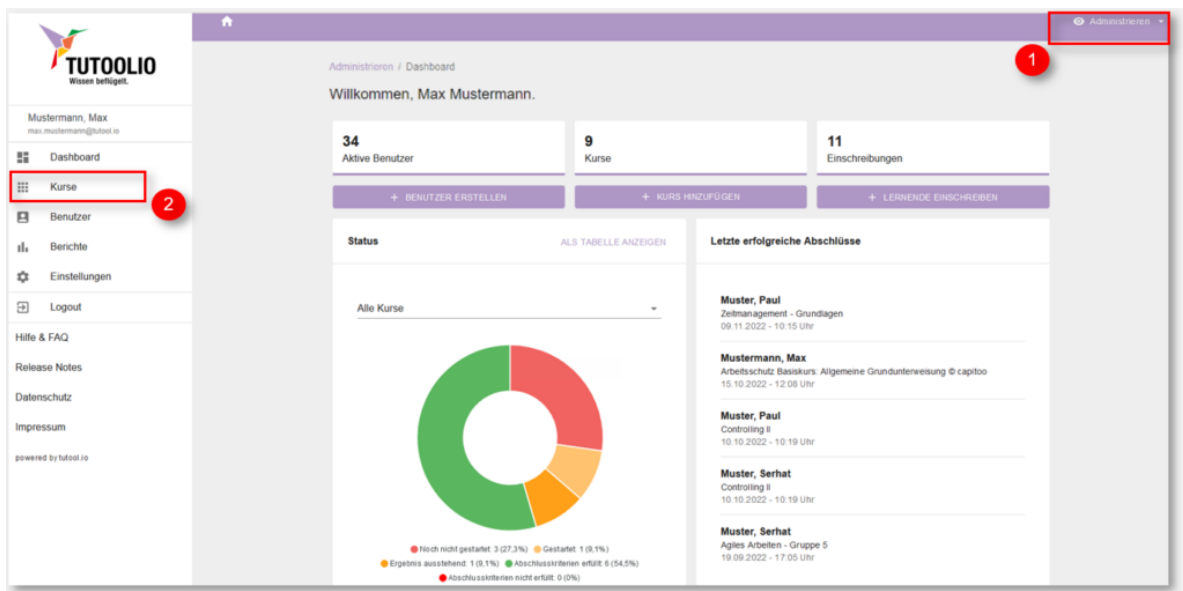 TUTOOLIO
Wissen beflügelt.
Administrieren
1
Mustermann, Max
max.mustermann@tutool.io
Dashboard
Kurse
2
Benutzer
Berichte
Einstellungen
Logout
Hilfe & FAQ
Release Notes
Datenschutz
Impressum
powered by tutool.io
Administrieren / Dashboard
Willkommen, Max Mustermann.
34
Aktive Benutzer
9
Kurse
11
Einschreibungen
+ BENUTZER ERSTELLEN
+ KURS HINZUFÜGEN
+ LERNENDE EINSCHREIBEN
Status
ALS TABELLE ANZEIGEN
Alle Kurse
Noch nicht gestartet: 3 (27,3%) Gestartet: 1 (9,1%)
Ergebnis ausstehend: 1 (9,1%) Abschlusskriterien erfüllt: 6 (54,5%)
Abschlusskriterien nicht erfüllt: 0 (0%)
Letzte erfolgreiche Abschlüsse
Muster, Paul
Zeitmanagement - Grundlagen
09.11.2022 - 10:15 Uhr
Mustermann, Max
Arbeitsschutz Basiskurs: Allgemeine Grundunterweisung © capitoo
15.10.2022 - 12:08 Uhr
Muster, Paul
Controlling II
10.10.2022 - 10:19 Uhr
Muster, Serhat
Controlling II
10.10.2022 - 10:19 Uhr
Muster, Serhat
Agiles Arbeiten - Gruppe 5
19.09.2022 - 17:05 Uhr